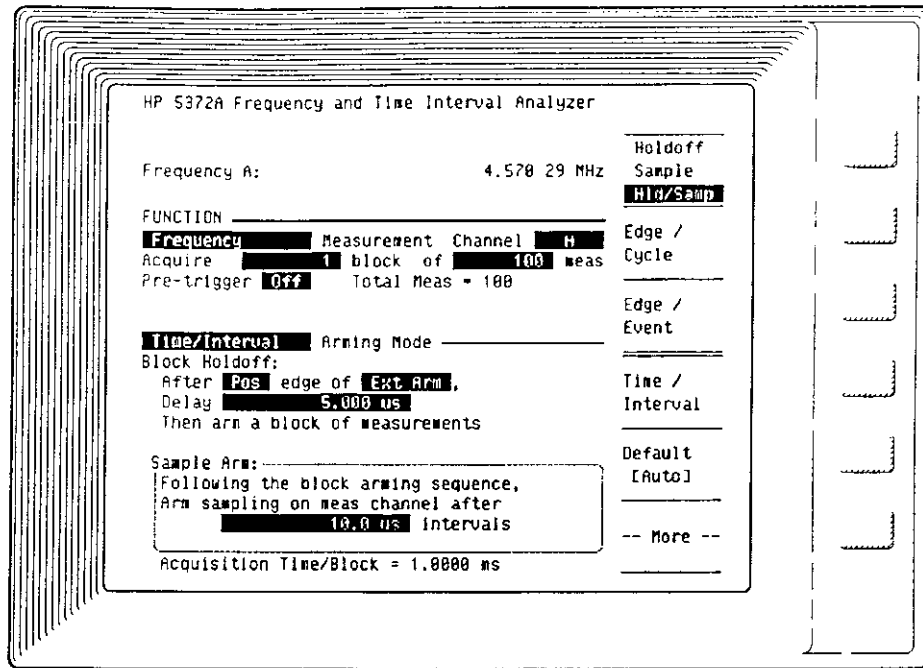 HP 5372A Frequency and Time Interval Analyzer
Frequency A: 4.570 29 MHz
FUNCTION
Frequency Measurement Channel A
Acquire 1 block of 100 meas
Pre-trigger Off Total Meas = 100
Time/Interval Arming Mode
Block Holdoff:
After Pos edge of Ext Arm,
Delay 5.000 us
Then arm a block of measurements
Sample Arm:
Following the block arming sequence,
Arm sampling on meas channel after
10.0 us intervals
Acquisition Time/Block = 1.0000 ms
Holdoff
Sample
Hld/Samp
Edge /
Cycle
Edge /
Event
Time /
Interval
Default
[Auto]
-- More --